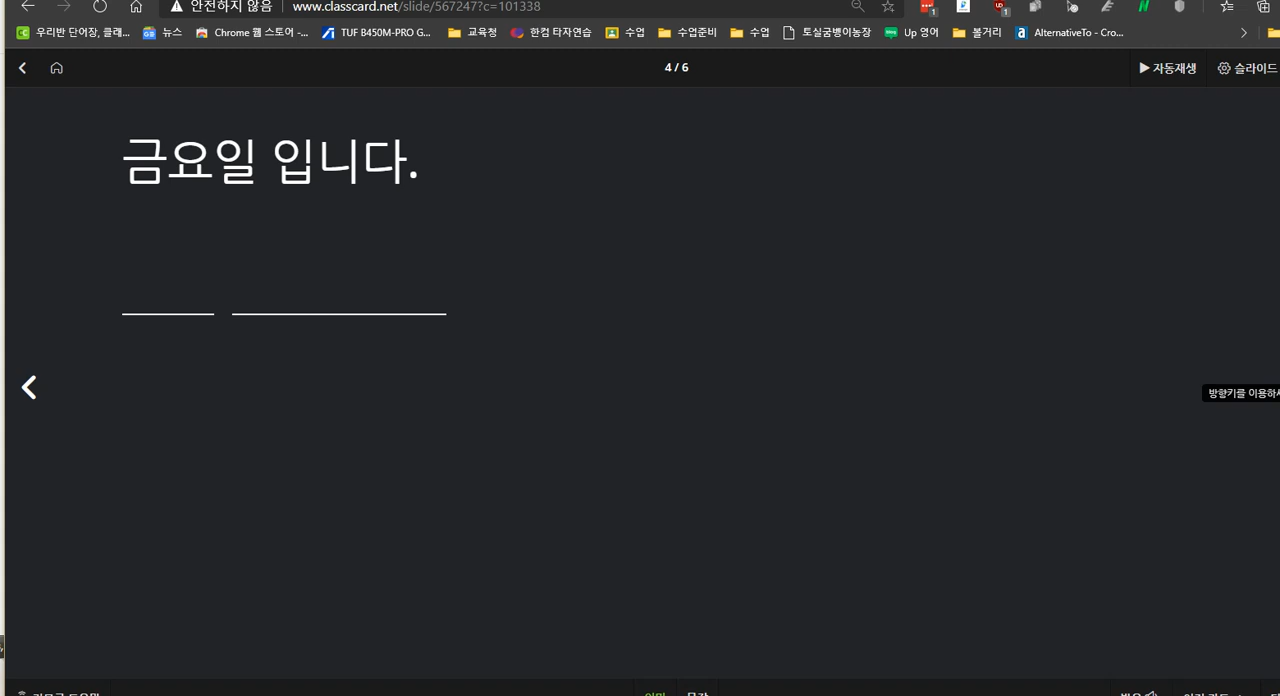 안전하지 않음 | www.classcard.net/slide/567247?c=101338
우리반 단어장, 클래... 뉴스 Chrome 웹 스토어 -... TUF B450M-PRO G... 교육청 한컴 타자연습 수업 수업준비 수업 토실굼뱅이농장 Up 영어 볼거리 AlternativeTo - Cro...
4 / 6 ▶ 자동재생 슬라이드
금요일 입니다.
방향키를 이용하